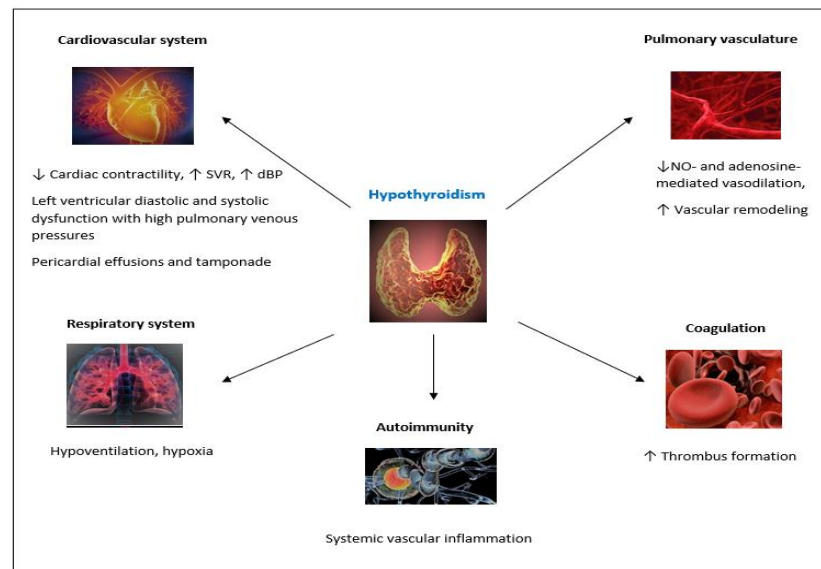 Cardiovascular system
↓ Cardiac contractility, ↑ SVR, ↑ dBP
Left ventricular diastolic and systolic
dysfunction with high pulmonary venous
pressures
Pericardial effusions and tamponade
Pulmonary vasculature
↓NO- and adenosine-
mediated vasodilation,
↑ Vascular remodeling
Hypothyroidism
Respiratory system
Hypoventilation, hypoxia
Autoimmunity
Systemic vascular inflammation
Coagulation
↑ Thrombus formation